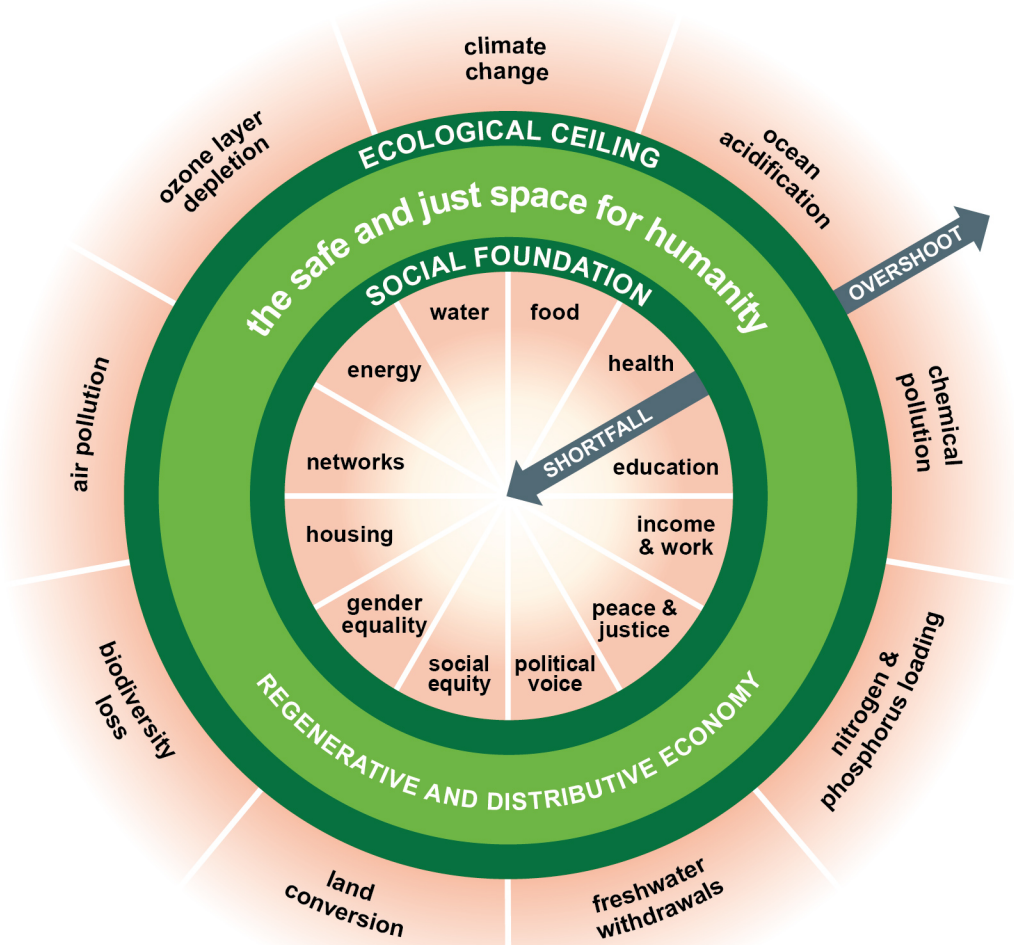 climate
change
ozone layer
depletion
ocean
acidification
ECOLOGICAL CEILING
the safe and just space for humanity
OVERSHOOT
SOCIAL FOUNDATION
water
food
energy
health
air pollution
chemical
pollution
SHORTFALL
networks
education
housing
income
& work
gender
equality
peace &
justice
social
equity
political
voice
biodiversity
loss
nitrogen &
phosphorus loading
REGENERATIVE AND DISTRIBUTIVE ECONOMY
land
conversion
freshwater
withdrawals